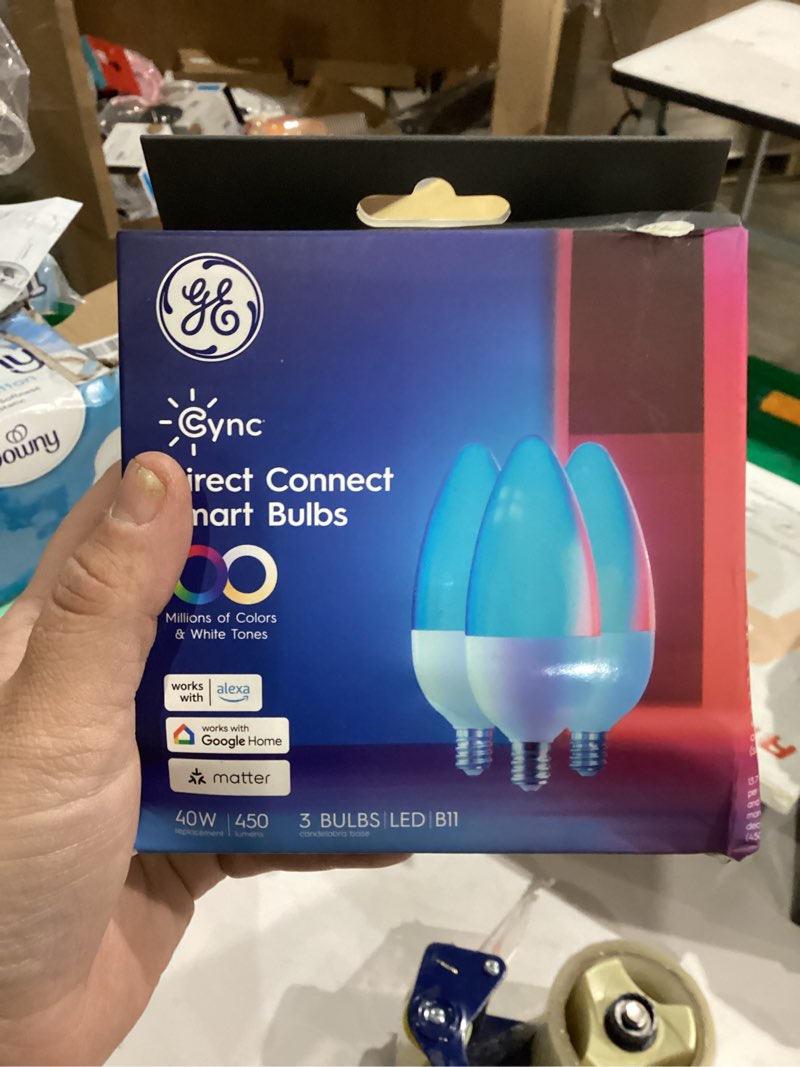 GE
Cync
irect Connect
mart Bulbs
Millions of Colors
& White Tones
works
with
alexa
works with
Google Home
matter
40W | 450
replacement lumens
3 BULBS | LED | B11
candelabra base
Downy